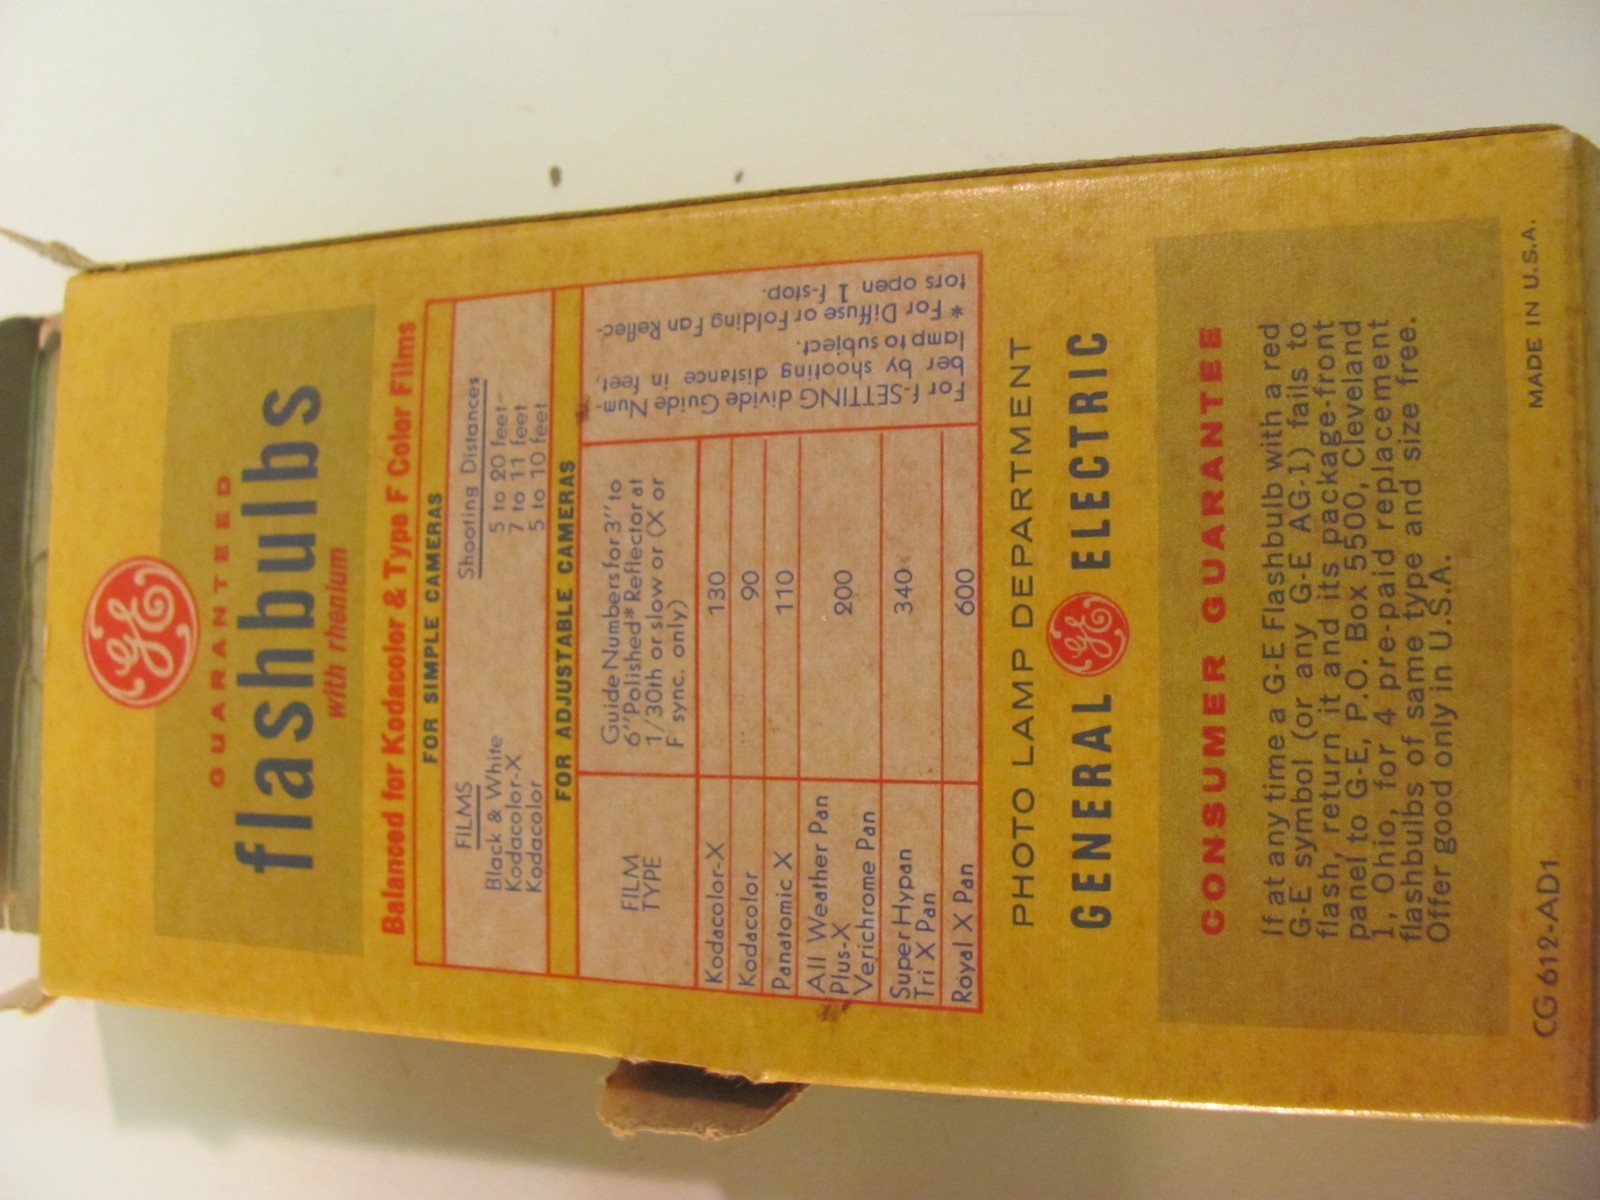 GE
GUARANTEED
flashbulbs
with rhenium
Balanced for Kodacolor & Type F Color Films
FOR SIMPLE CAMERAS
FILMS Shooting Distances
Black & White 5 to 20 feet
Kodacolor-X 7 to 11 feet
Kodacolor 5 to 10 feet
FOR ADJUSTABLE CAMERAS
FILM
TYPE
Guide Numbers for 3" to
6" Polished* Reflector at
1/30th or slow or (X or
F sync. only)
Kodacolor-X 130
Kodacolor 90
Panatomic X 110
All Weather Pan
Plus-X 200
Verichrome Pan
Super Hypan 340
Tri X Pan
Royal X Pan 600
For f-SETTING divide Guide Num-
ber by shooting distance in feet,
lamp to subject.
* For Diffuse or Folding Fan Reflec-
tors open 1 f-stop.
PHOTO LAMP DEPARTMENT
GENERAL GE ELECTRIC
CONSUMER GUARANTEE
If at any time a G-E Flashbulb with a red
G-E symbol (or any G-E AG-1) fails to
flash, return it and its package-front
panel to G-E, P.O. Box 5500, Cleveland
1, Ohio, for 4 pre-paid replacement
flashbulbs of same type and size free.
Offer good only in U.S.A.
CG 612-AD1 MADE IN U.S.A.